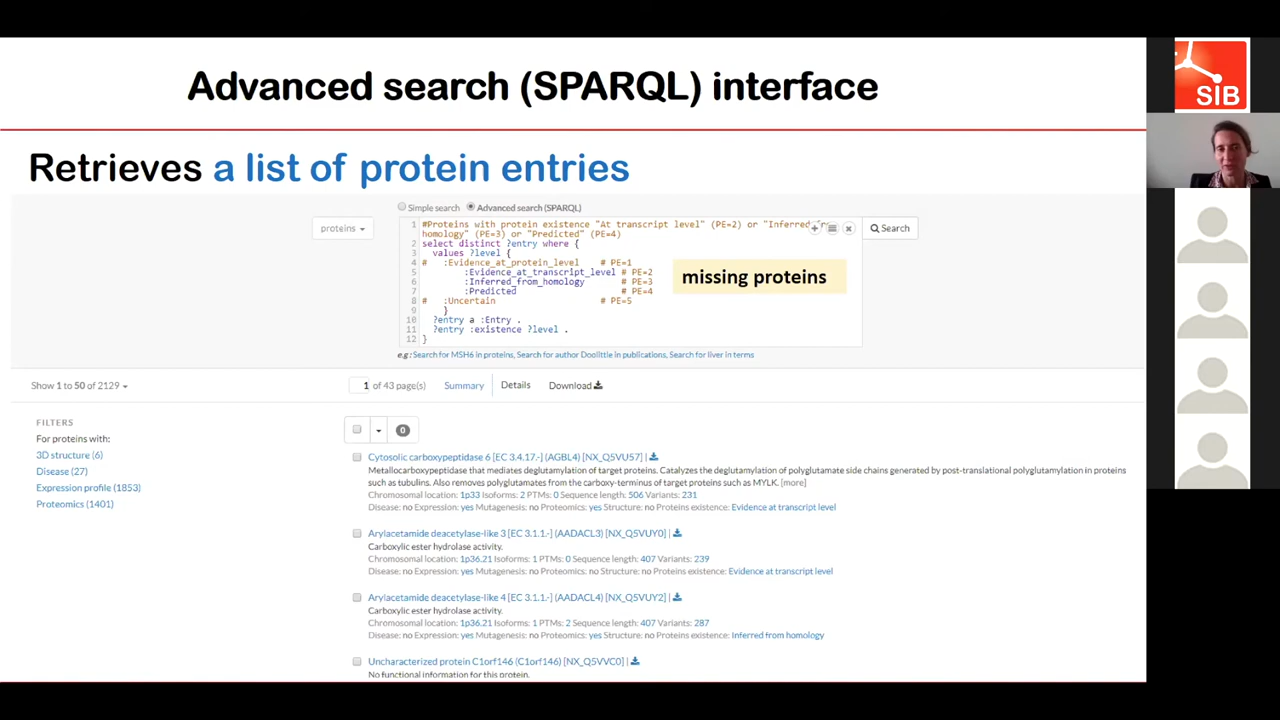 Advanced search (SPARQL) interface
SIB
Retrieves a list of protein entries
Simple search Advanced search (SPARQL)
proteins
1 #Proteins with protein existence "At transcript level" (PE=2) or "Inferred
homology" (PE=3) or "Predicted" (PE=4)
2 select distinct ?entry where {
3 values ?level {
4 # :Evidence_at_protein_level # PE=1
5 :Evidence_at_transcript_level # PE=2
6 :Inferred_from_homology # PE=3
7 :Predicted # PE=4
8 # :Uncertain # PE=5
9 }
10 ?entry a :Entry .
11 ?entry :existence ?level .
12 }
Search
missing proteins
e.g : Search for MSH6 in proteins, Search for author Doolittle in publications, Search for liver in terms
Show 1 to 50 of 2129
1 of 43 page(s) Summary Details Download
FILTERS
For proteins with:
3D structure (6)
Disease (27)
Expression profile (1853)
Proteomics (1401)
0
Cytosolic carboxypeptidase 6 [EC 3.4.17.-] (AGBL4) [NX_Q5VU57] |
Metallocarboxypeptidase that mediates deglutamylation of target proteins. Catalyzes the deglutamylation of polyglutamate side chains generated by post-translational polyglutamylation in proteins
such as tubulins. Also removes polyglutamates from the carboxy-terminus of target proteins such as MYLK. [more]
Chromosomal location: 1p33 Isoforms: 2 PTMs: 0 Sequence length: 506 Variants: 231
Disease: no Expression: yes Mutagenesis: no Proteomics: yes Structure: no Proteins existence: Evidence at transcript level
Arylacetamide deacetylase-like 3 [EC 3.1.1.-] (AADACL3) [NX_Q5VUY0] |
Carboxylic ester hydrolase activity.
Chromosomal location: 1p36.21 Isoforms: 1 PTMs: 0 Sequence length: 407 Variants: 239
Disease: no Expression: yes Mutagenesis: no Proteomics: no Structure: no Proteins existence: Evidence at transcript level
Arylacetamide deacetylase-like 4 [EC 3.1.1.-] (AADACL4) [NX_Q5VUY2] |
Carboxylic ester hydrolase activity.
Chromosomal location: 1p36.21 Isoforms: 1 PTMs: 2 Sequence length: 407 Variants: 287
Disease: no Expression: yes Mutagenesis: no Proteomics: yes Structure: no Proteins existence: Inferred from homology
Uncharacterized protein C1orf146 (C1orf146) [NX_Q5VVC0] |
No functional information for this protein.